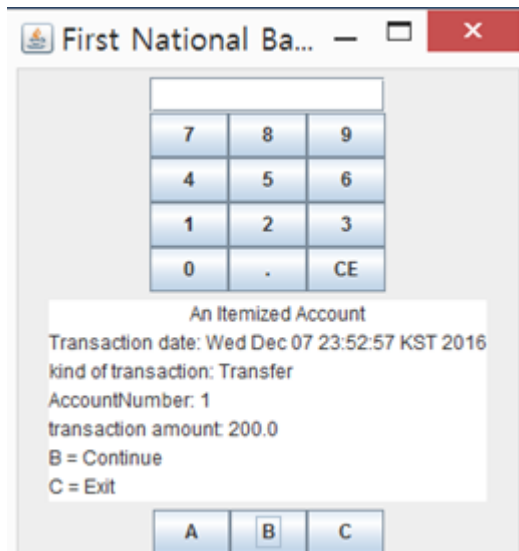 First National Ba...
7 8 9
4 5 6
1 2 3
0 . CE
An Itemized Account
Transaction date: Wed Dec 07 23:52:57 KST 2016
kind of transaction: Transfer
AccountNumber: 1
transaction amount: 200.0
B = Continue
C = Exit
A B C